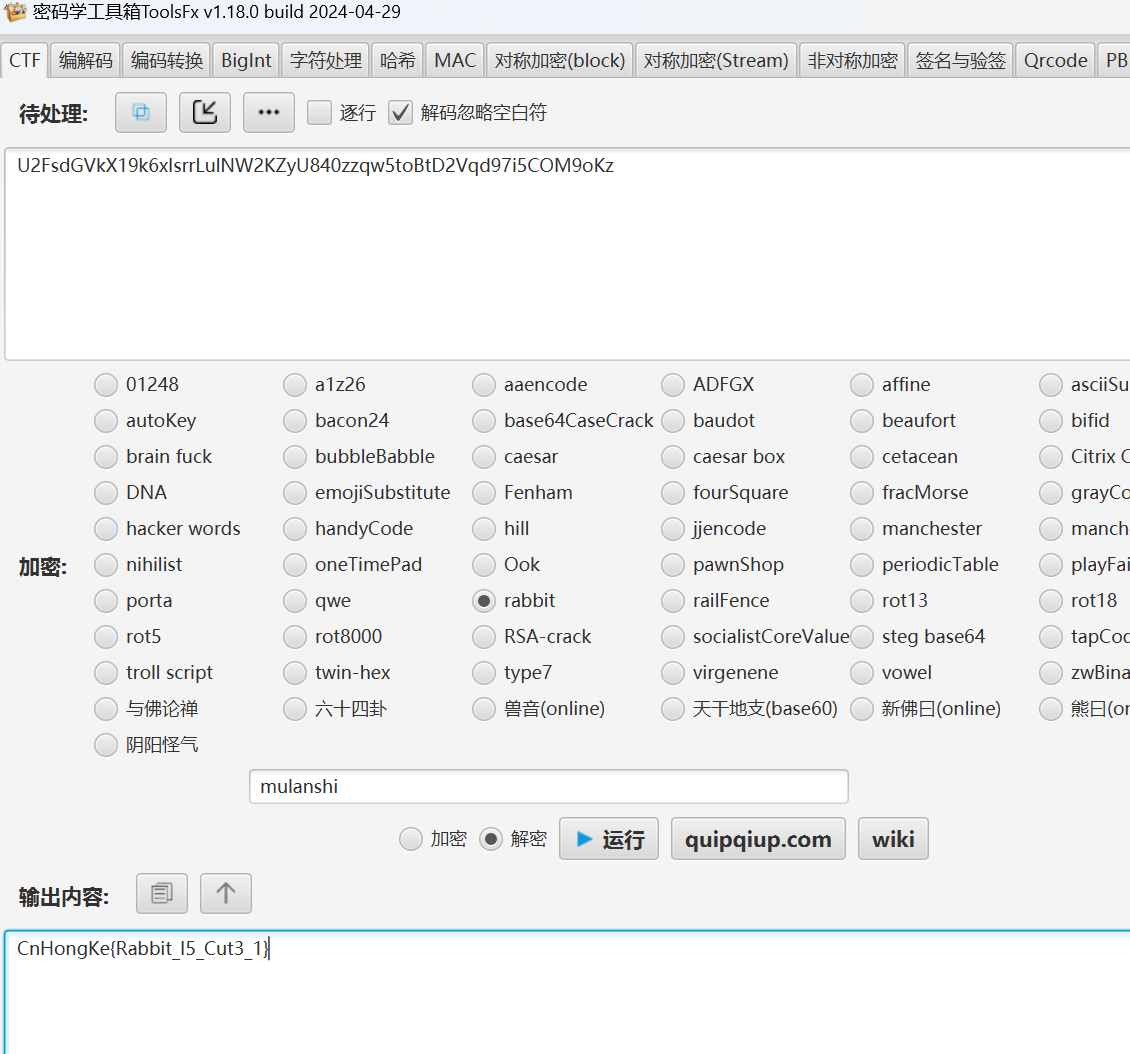 密码学工具箱ToolsFx v1.18.0 build 2024-04-29
CTF 编解码 编码转换 BigInt 字符处理 哈希 MAC 对称加密(block) 对称加密(Stream) 非对称加密 签名与验签 Qrcode PB
待处理: 逐行 解码忽略空白符
U2FsdGVkX19k6xIsrrLuINW2KZyU840zzqw5toBtD2Vqd97i5COM9oKz
01248 a1z26 aaencode ADFGX affine asciiSu
autoKey bacon24 base64CaseCrack baudot beaufort bifid
brain fuck bubbleBabble caesar caesar box cetacean Citrix C
DNA emojiSubstitute Fenham fourSquare fracMorse grayCo
hacker words handyCode hill jjencode manchester manch
加密: nihilist oneTimePad Ook pawnShop periodicTable playFai
porta qwe rabbit railFence rot13 rot18
rot5 rot8000 RSA-crack socialistCoreValue steg base64 tapCod
troll script twin-hex type7 virgenene vowel zwBina
与佛论禅 六十四卦 兽音(online) 天干地支(base60) 新佛曰(online) 熊曰(on
阴阳怪气
mulanshi
加密 解密 运行 quipqiup.com wiki
输出内容:
CnHongKe{Rabbit_I5_Cut3_1}